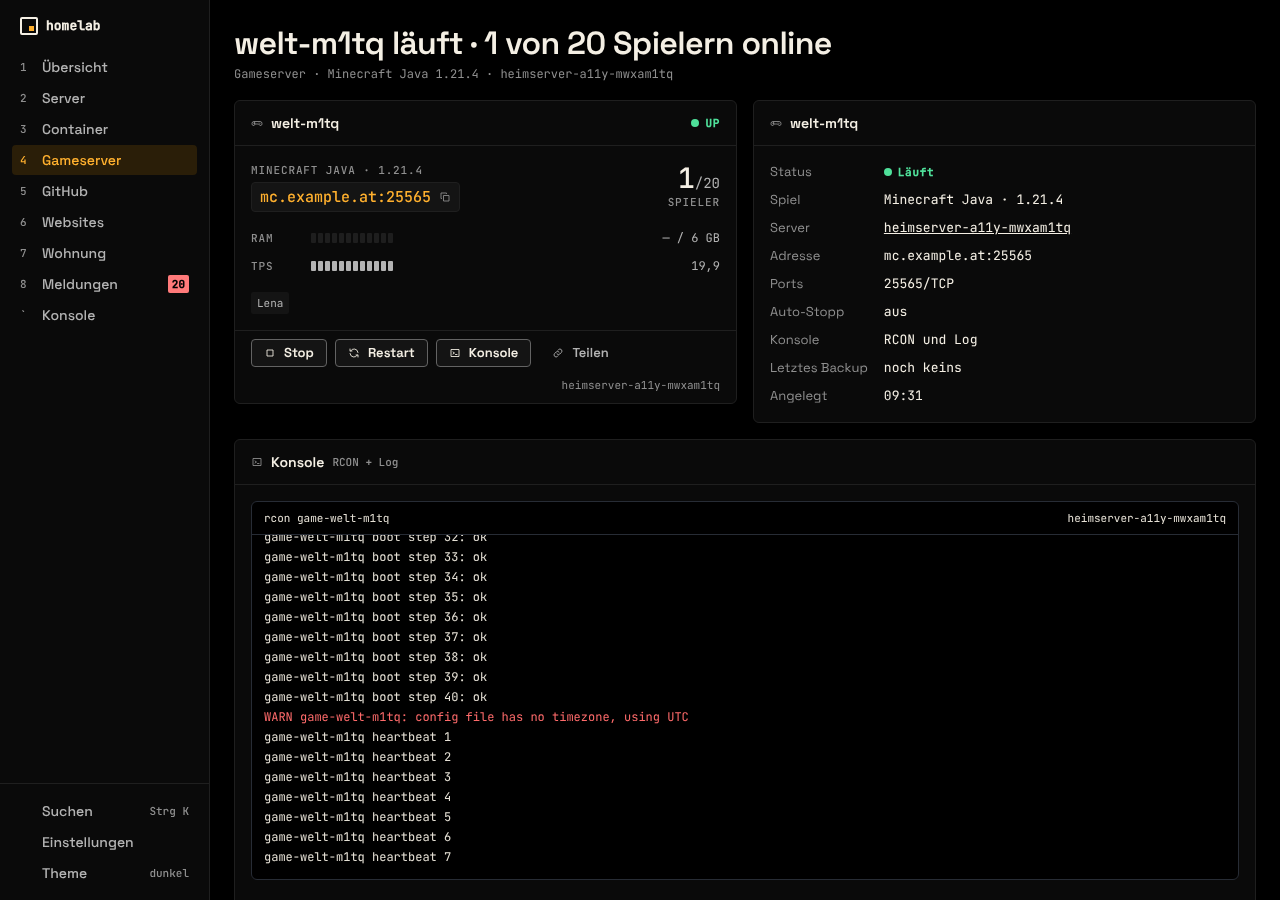 homelab
1 Übersicht
2 Server
3 Container
4 Gameserver
5 GitHub
6 Websites
7 Wohnung
8 Meldungen 20
` Konsole
Suchen Strg K
Einstellungen
Theme dunkel
welt-m1tq läuft · 1 von 20 Spielern online
Gameserver · Minecraft Java 1.21.4 · heimserver-a11y-mwxam1tq
welt-m1tq UP
MINECRAFT JAVA · 1.21.4
mc.example.at:25565
1/20
SPIELER
RAM — / 6 GB
TPS 19,9
Lena
Stop Restart Konsole Teilen
heimserver-a11y-mwxam1tq
welt-m1tq
Status Läuft
Spiel Minecraft Java · 1.21.4
Server heimserver-a11y-mwxam1tq
Adresse mc.example.at:25565
Ports 25565/TCP
Auto-Stopp aus
Konsole RCON und Log
Letztes Backup noch keins
Angelegt 09:31
Konsole RCON + Log
rcon game-welt-m1tq heimserver-a11y-mwxam1tq
game-welt-m1tq boot step 32: ok
game-welt-m1tq boot step 33: ok
game-welt-m1tq boot step 34: ok
game-welt-m1tq boot step 35: ok
game-welt-m1tq boot step 36: ok
game-welt-m1tq boot step 37: ok
game-welt-m1tq boot step 38: ok
game-welt-m1tq boot step 39: ok
game-welt-m1tq boot step 40: ok
WARN game-welt-m1tq: config file has no timezone, using UTC
game-welt-m1tq heartbeat 1
game-welt-m1tq heartbeat 2
game-welt-m1tq heartbeat 3
game-welt-m1tq heartbeat 4
game-welt-m1tq heartbeat 5
game-welt-m1tq heartbeat 6
game-welt-m1tq heartbeat 7